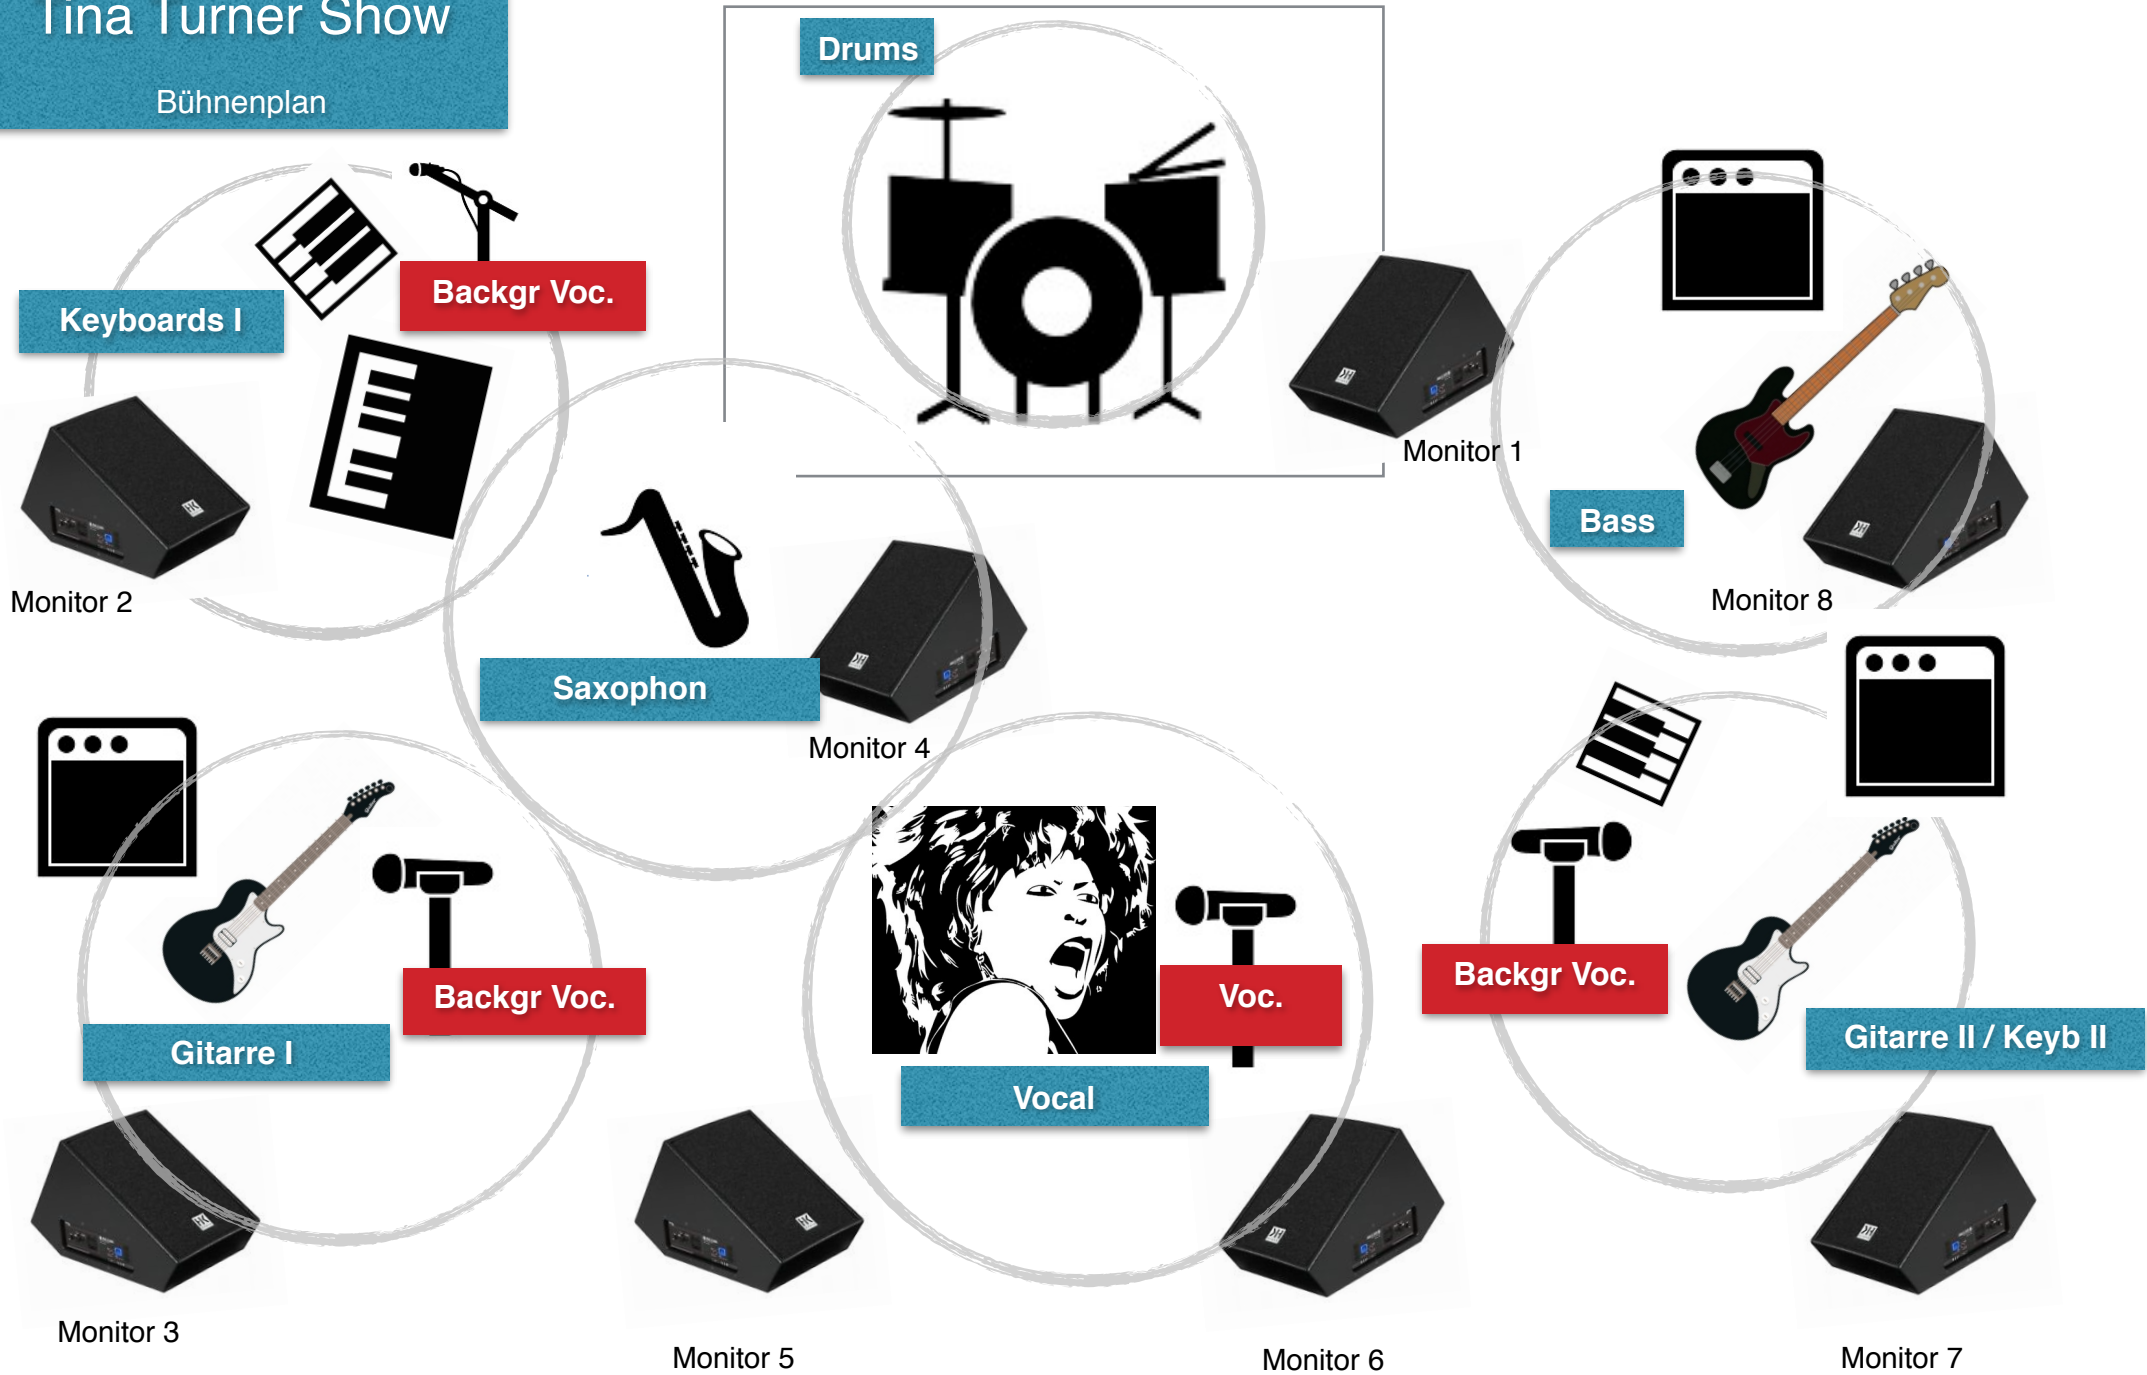 Tina Turner Show
Bühnenplan
Drums
Backgr Voc.
Keyboards I
Monitor 1
Bass
Monitor 2
Monitor 8
Saxophon
Monitor 4
Backgr Voc.
Voc.
Backgr Voc.
Gitarre I
Gitarre II / Keyb II
Vocal
Monitor 3
Monitor 5
Monitor 6
Monitor 7